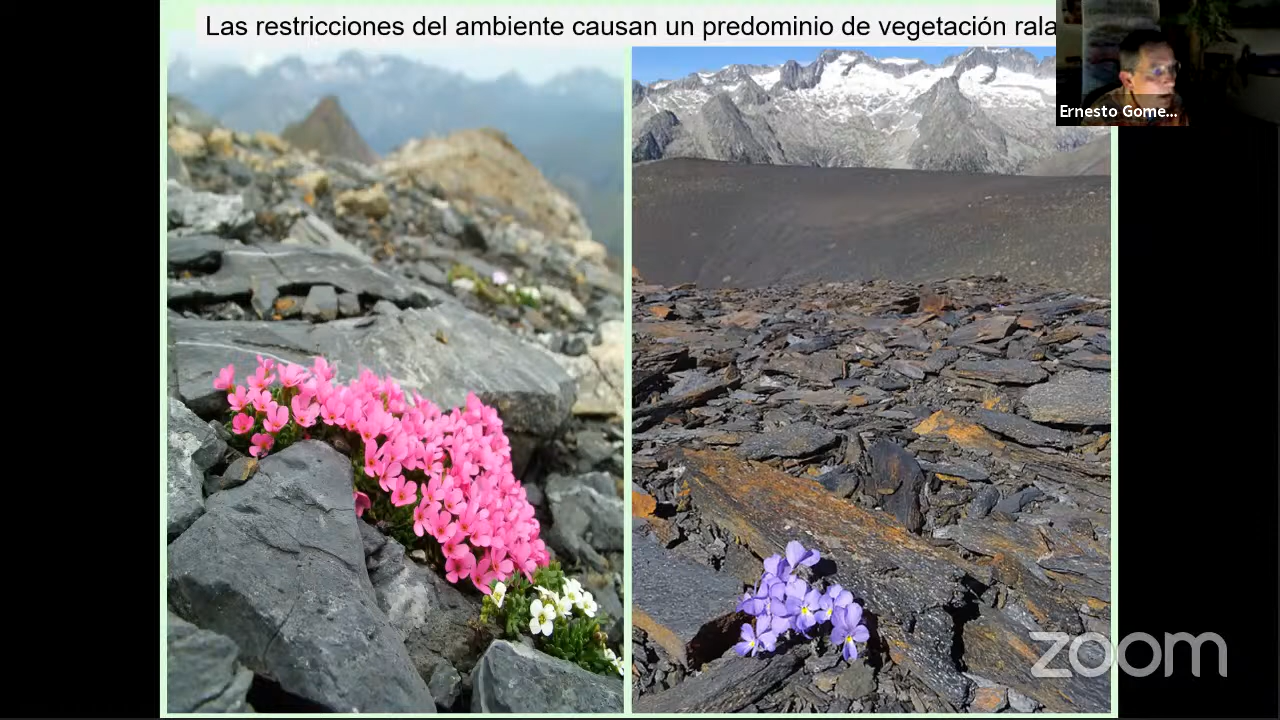 Las restricciones del ambiente causan un predominio de vegetación rala
Ernesto Gome...
zoom